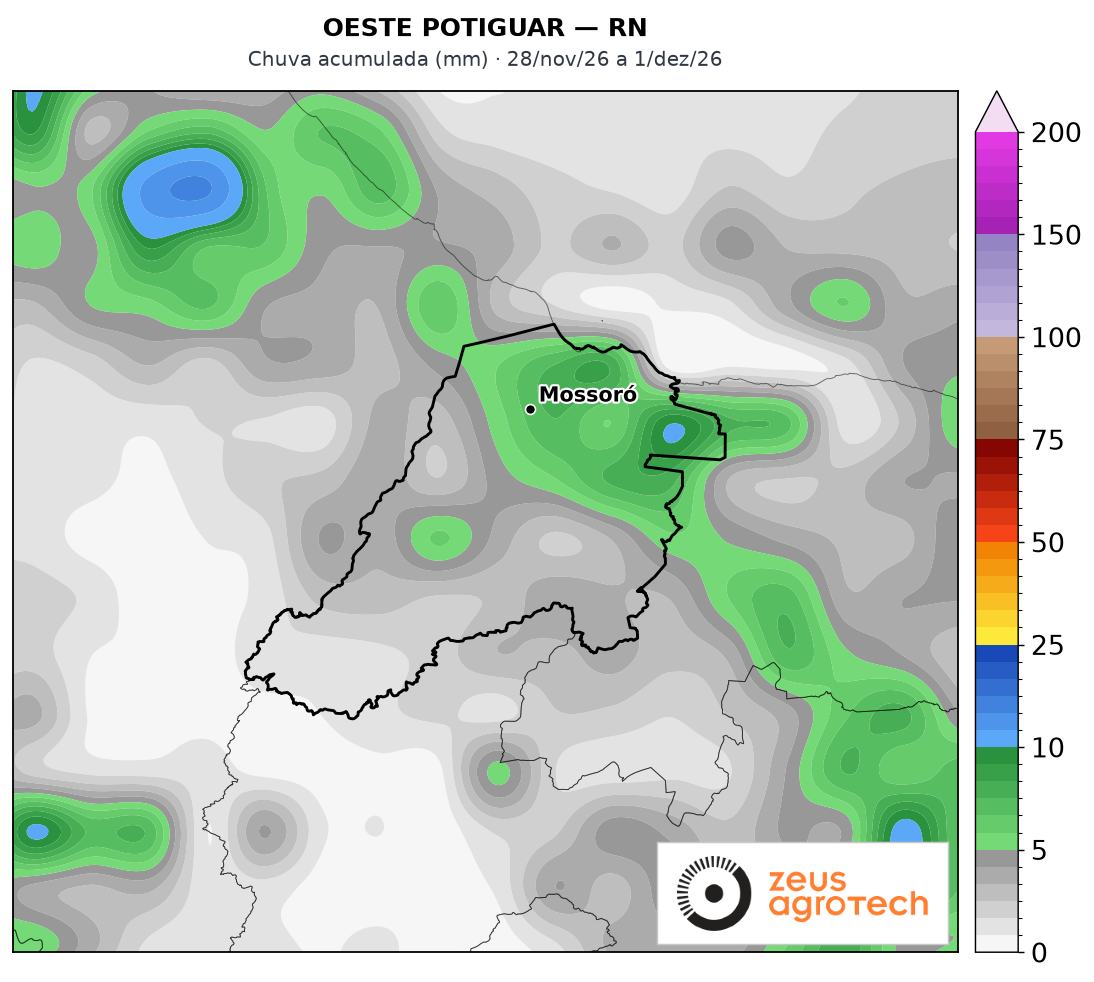 OESTE POTIGUAR — RN
Chuva acumulada (mm) · 28/nov/26 a 1/dez/26
Mossoró
200
150
100
75
50
25
10
5
0
zeus
agrotech